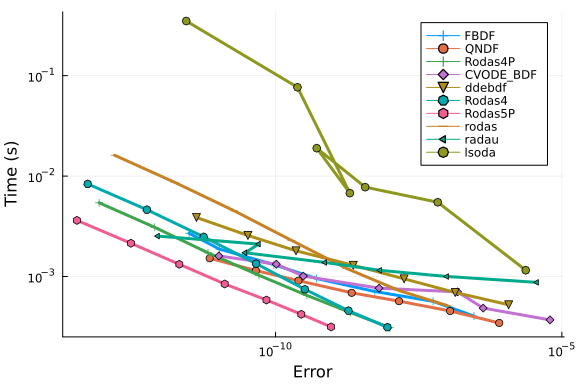 FBDF
QNDF
Rodas4P
CVODE_BDF
ddebdf
Rodas4
Rodas5P
rodas
radau
lsoda
10⁻¹
10⁻²
10⁻³
Time (s)
10⁻¹⁰
10⁻⁵
Error